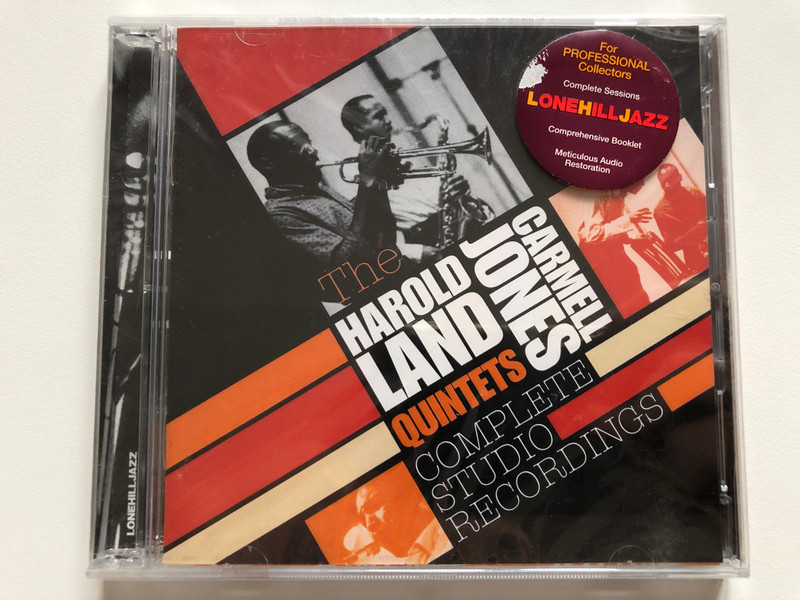 For
PROFESSIONAL
Collectors
Complete Sessions
LONEHILLJAZZ
Comprehensive Booklet
Meticulous Audio
Restoration
The
HAROLD
LAND
CARMELL
JONES
QUINTETS
COMPLETE
STUDIO
RECORDINGS
LONEHILLJAZZ